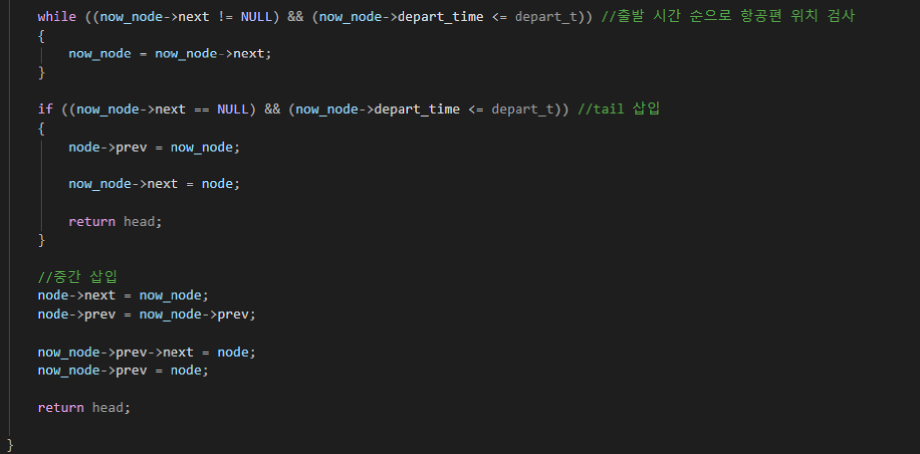 while ((now_node->next != NULL) && (now_node->depart_time <= depart_t)) //출발 시간 순으로 항공편 위치 검사
{
now_node = now_node->next;
}
if ((now_node->next == NULL) && (now_node->depart_time <= depart_t)) //tail 삽입
{
node->prev = now_node;
now_node->next = node;
return head;
}
//중간 삽입
node->next = now_node;
node->prev = now_node->prev;
now_node->prev->next = node;
now_node->prev = node;
return head;
}